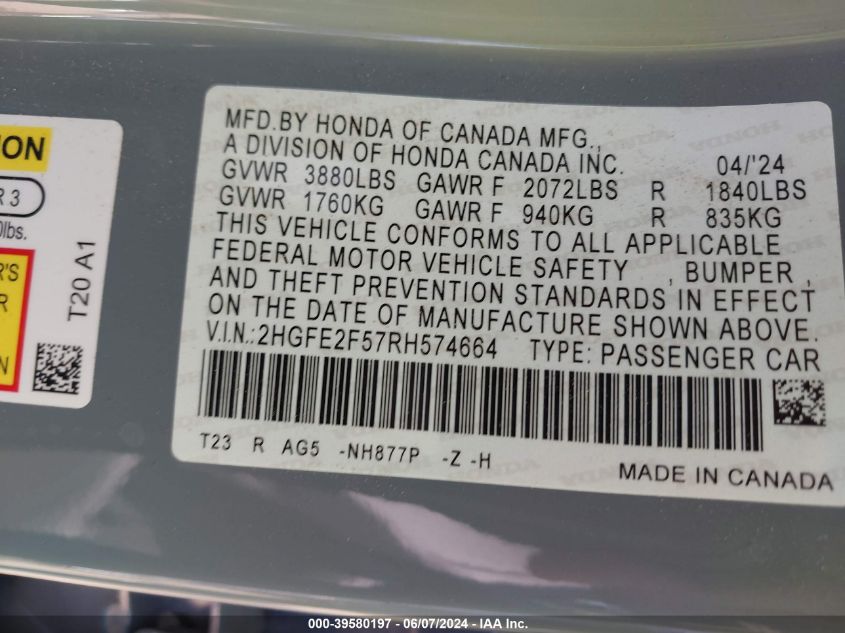 ION
R 3
0lbs.
R'S
ER
N
T20 A1
MFD.BY HONDA OF CANADA MFG.,
A DIVISION OF HONDA CANADA INC. 04/'24
GVWR 3880LBS GAWR F 2072LBS R 1840LBS
GVWR 1760KG GAWR F 940KG R 835KG
THIS VEHICLE CONFORMS TO ALL APPLICABLE
FEDERAL MOTOR VEHICLE SAFETY , BUMPER ,
AND THEFT PREVENTION STANDARDS IN EFFECT
ON THE DATE OF MANUFACTURE SHOWN ABOVE.
V.I.N.:2HGFE2F57RH574664 TYPE: PASSENGER CAR
T23 R AG5 -NH877P -Z -H
MADE IN CANADA
000-39580197 - 06/07/2024 - IAA Inc.